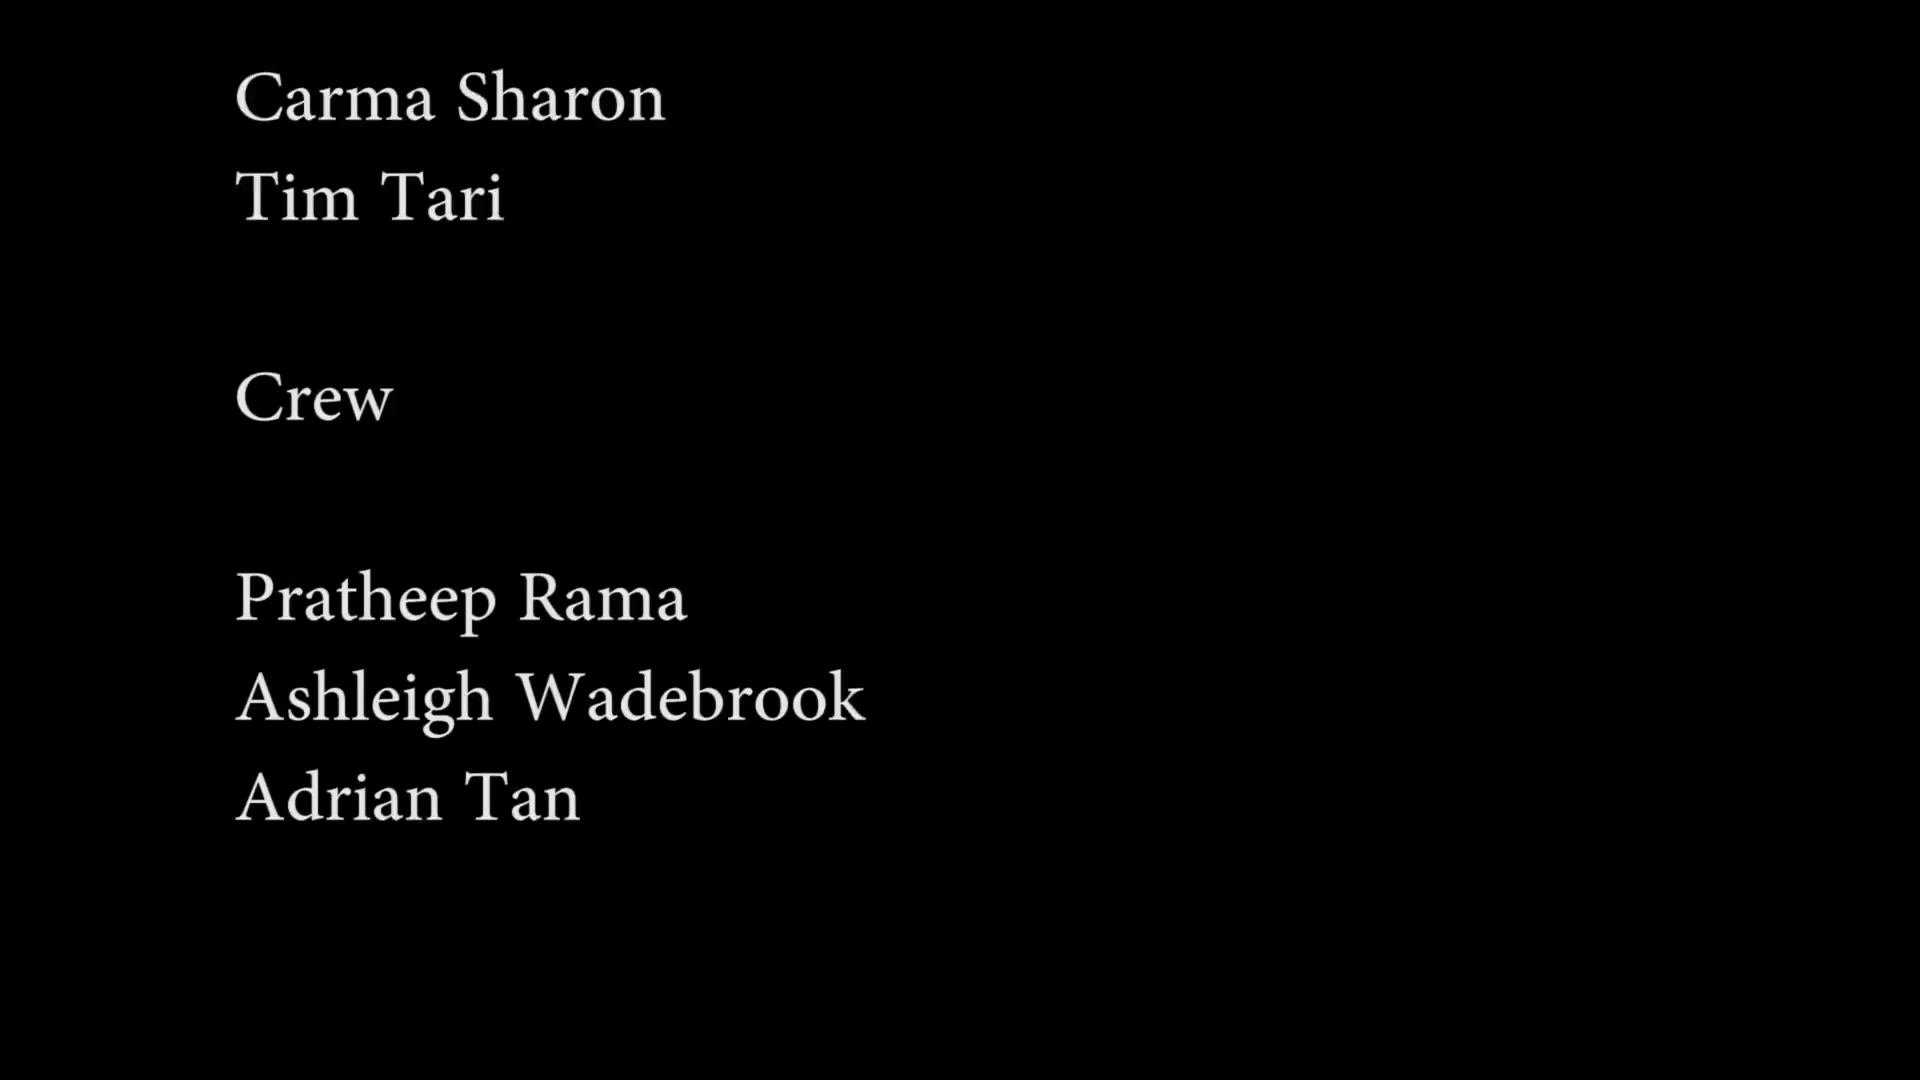 Carma Sharon
Tim Tari
Crew
Pratheep Rama
Ashleigh Wadebrook
Adrian Tan